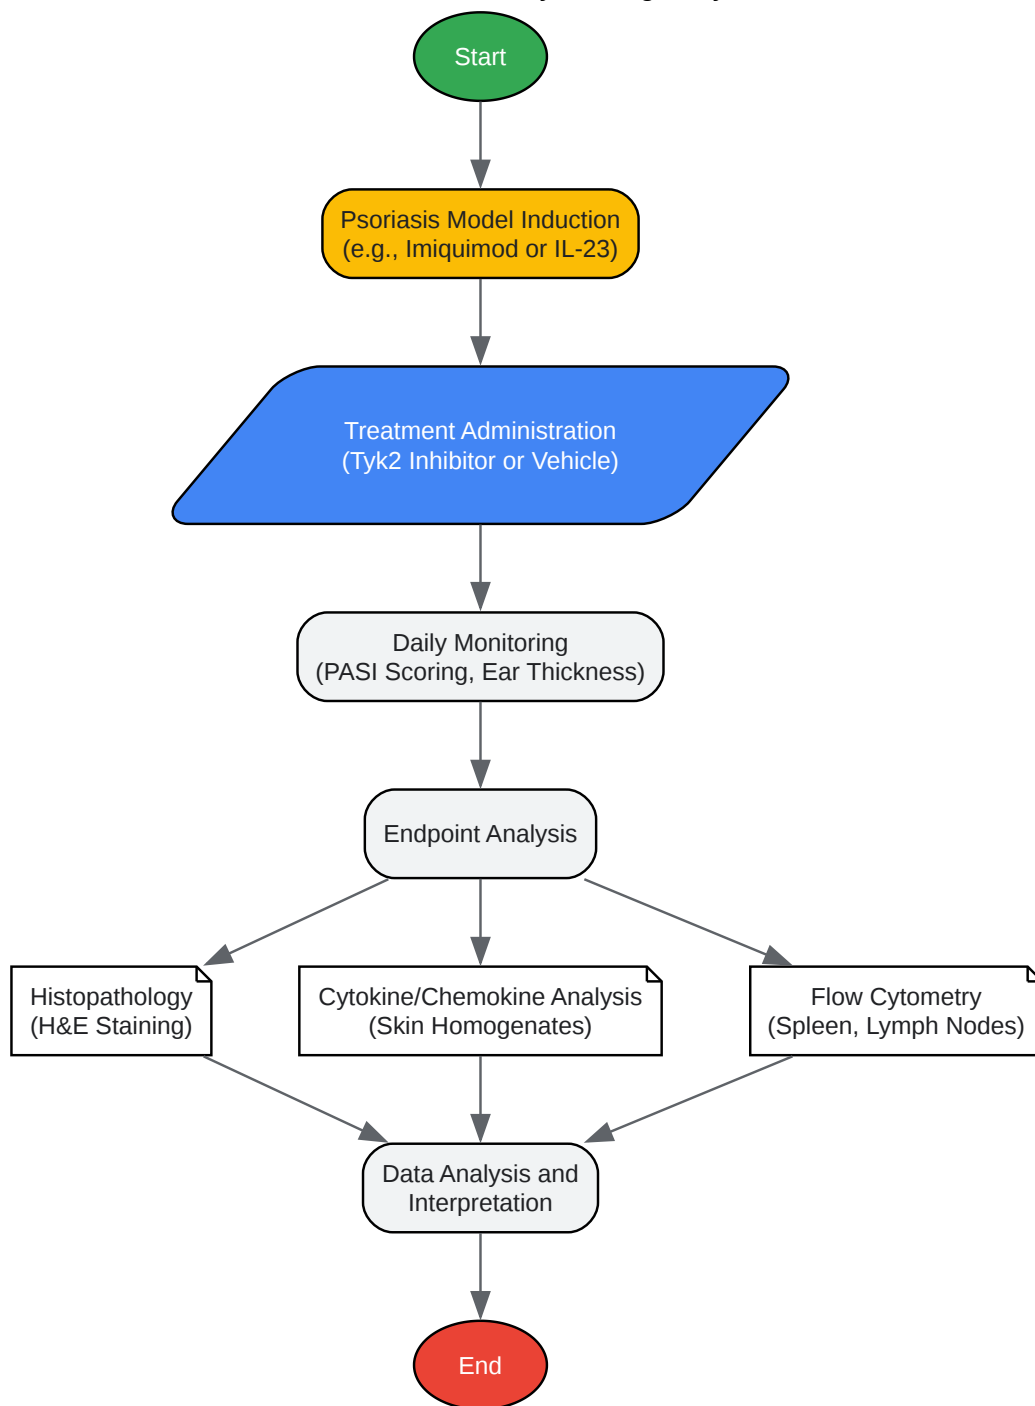 Start
Psoriasis Model Induction
(e.g., Imiquimod or IL-23)
Treatment Administration
(Tyk2 Inhibitor or Vehicle)
Daily Monitoring
(PASI Scoring, Ear Thickness)
Endpoint Analysis
Histopathology
(H&E Staining)
Cytokine/Chemokine Analysis
(Skin Homogenates)
Flow Cytometry
(Spleen, Lymph Nodes)
Data Analysis and
Interpretation
End